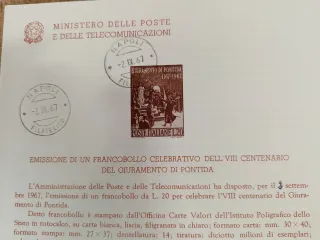 MINISTERO DELLE POSTE
E DELLE TELECOMUNICAZIONI
NAPOLI
-2.IX.67
FILATELICO
NAPOLI
-2.IX.67
FILATELICO
GIURAMENTO DI PONTIDA
1167-1967
POSTE ITALIANE L.20
EMISSIONE DI UN FRANCOBOLLO CELEBRATIVO DELL'VIII CENTENARIO
DEL GIURAMENTO DI PONTIDA
L'Amministrazione delle Poste e delle Telecomunicazioni ha disposto, per il settem-
bre 1967, l'emissione di un francobollo da L. 20 per celebrare l'VIII centenario del Giura-
mento di Pontida.
Detto francobollo è stampato dall'Officina Carte Valori dell'Istituto Poligrafico dello
Stato in rotocalco, su carta bianca, liscia, filigranata in chiaro; formato carta: mm. 30 × 40,
formato stampa: mm. 27 × 37; dentellatura: 14; tiratura: diciotto milioni di esemplari;